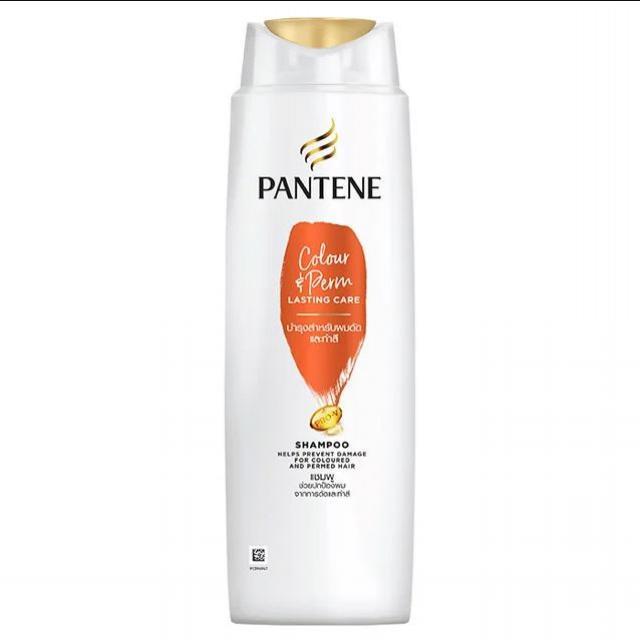 PANTENE
Colour
& Perm
LASTING CARE
บำรุงสำหรับผมดัด
และทำสี
PRO-V
SHAMPOO
HELPS PREVENT DAMAGE
FOR COLOURED
AND PERMED HAIR
แชมพู
ช่วยปกป้องผม
จากการดัดและทำสี